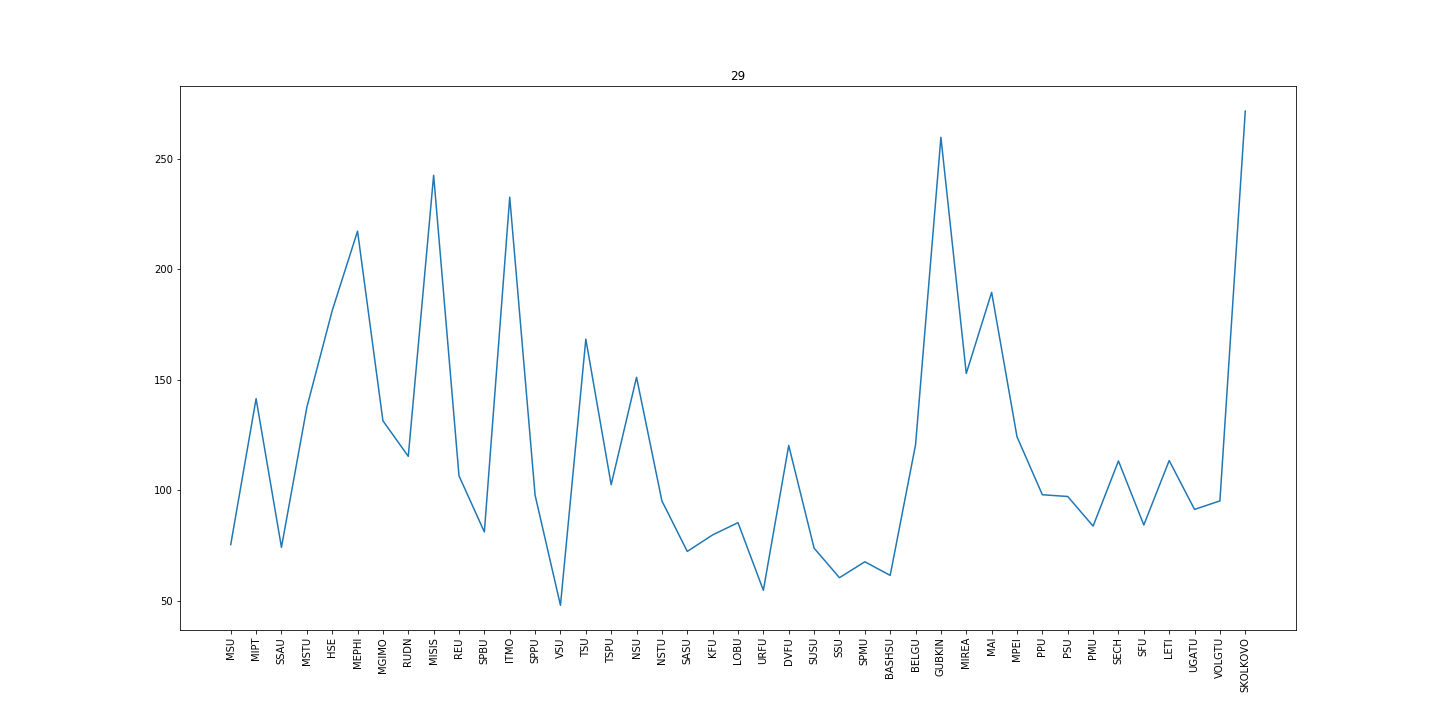 29
250
200
150
100
50
MSU
MIPT
SSAU
MSTU
HSE
MEPHI
MGIMO
RUDN
MISIS
REU
SPBU
ITMO
SPPU
VSU
TSU
TSPU
NSU
NSTU
SASU
KFU
LOBU
URFU
DVFU
SUSU
SSU
SPMU
BASHSU
BELGU
GUBKIN
MIREA
MAI
MPEI
PPU
PSU
PMU
SECH
SFU
LETI
UGATU
VOLGTU
SKOLKOVO